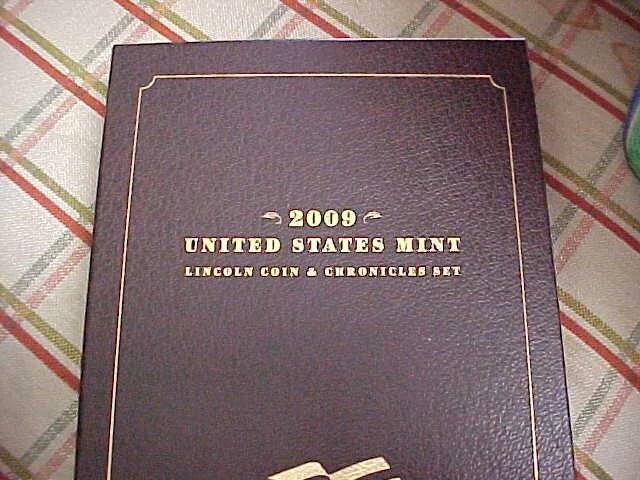 2009
UNITED STATES MINT
LINCOLN COIN & CHRONICLES SET